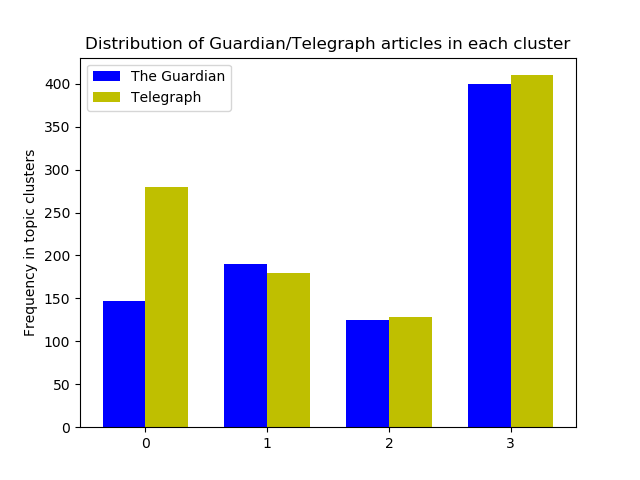 Distribution of Guardian/Telegraph articles in each cluster
The Guardian
Telegraph
Frequency in topic clusters
400
350
300
250
200
150
100
50
0
0 1 2 3